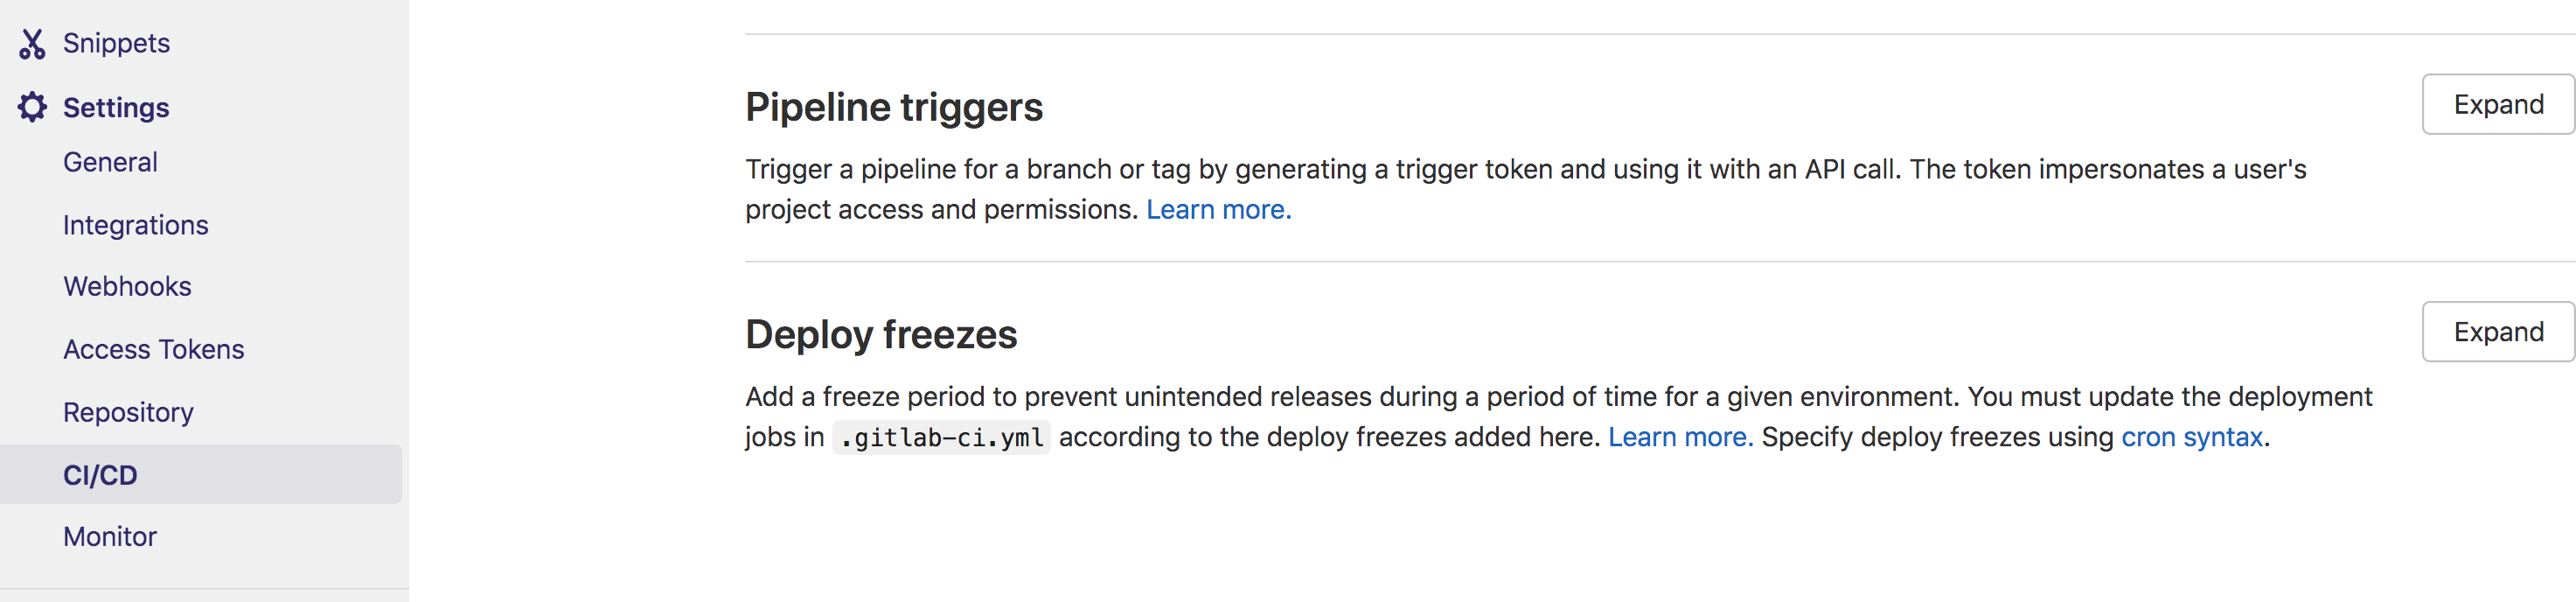 Snippets
Settings
General
Integrations
Webhooks
Access Tokens
Repository
CI/CD
Monitor
Pipeline triggers
Expand
Trigger a pipeline for a branch or tag by generating a trigger token and using it with an API call. The token impersonates a user's
project access and permissions. Learn more.
Deploy freezes
Expand
Add a freeze period to prevent unintended releases during a period of time for a given environment. You must update the deployment
jobs in .gitlab-ci.yml according to the deploy freezes added here. Learn more. Specify deploy freezes using cron syntax.